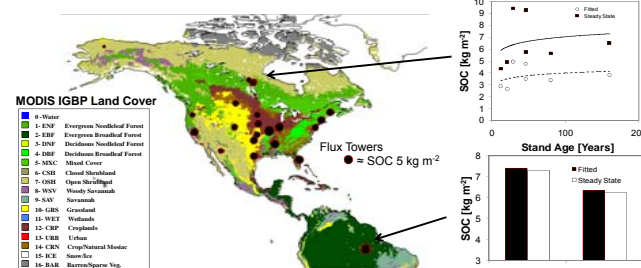 MODIS IGBP Land Cover
0 -Water
1- ENF Evergreen Needleleaf Forest
2- EBF Evergreen Broadleaf Forest
3- DNF Deciduous Needleleaf Forest
4- DBF Deciduous Broadleaf Forest
5- MXC Mixed Cover
6- CSH Closed Shrubland
7- OSH Open Shrubland
8- WSV Woody Savannah
9- SAV Savannah
10- GRS Grassland
11- WET Wetlands
12- CRP Croplands
13- URB Urban
14- CRN Crop/Natural Mosiac
15- ICE Snow/Ice
16- BAR Barren/Sparse Veg.
Flux Towers
≈ SOC 5 kg m-2
SOC [kg m-2]
10
9
8
7
6
5
4
3
2
1
0
Fitted
Steady State
0 100 200
Stand Age [Years]
SOC [kg m-2]
8
7
6
5
4
3
Fitted
Steady State